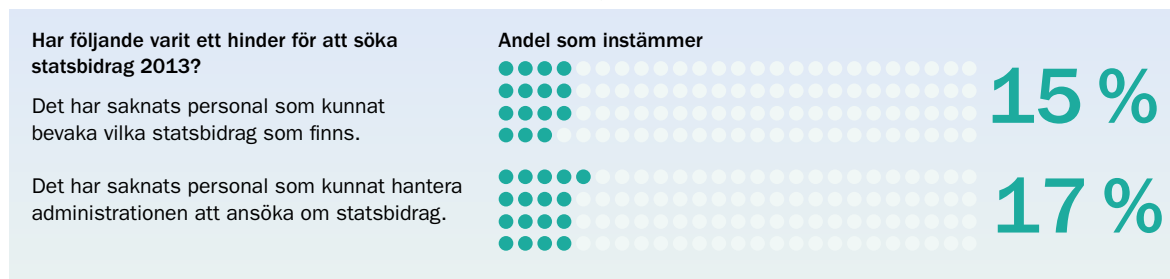 Har följande varit ett hinder för att söka
statsbidrag 2013?
Andel som instämmer
Det har saknats personal som kunnat
bevaka vilka statsbidrag som finns.
15 %
Det har saknats personal som kunnat hantera
administrationen att ansöka om statsbidrag.
17 %